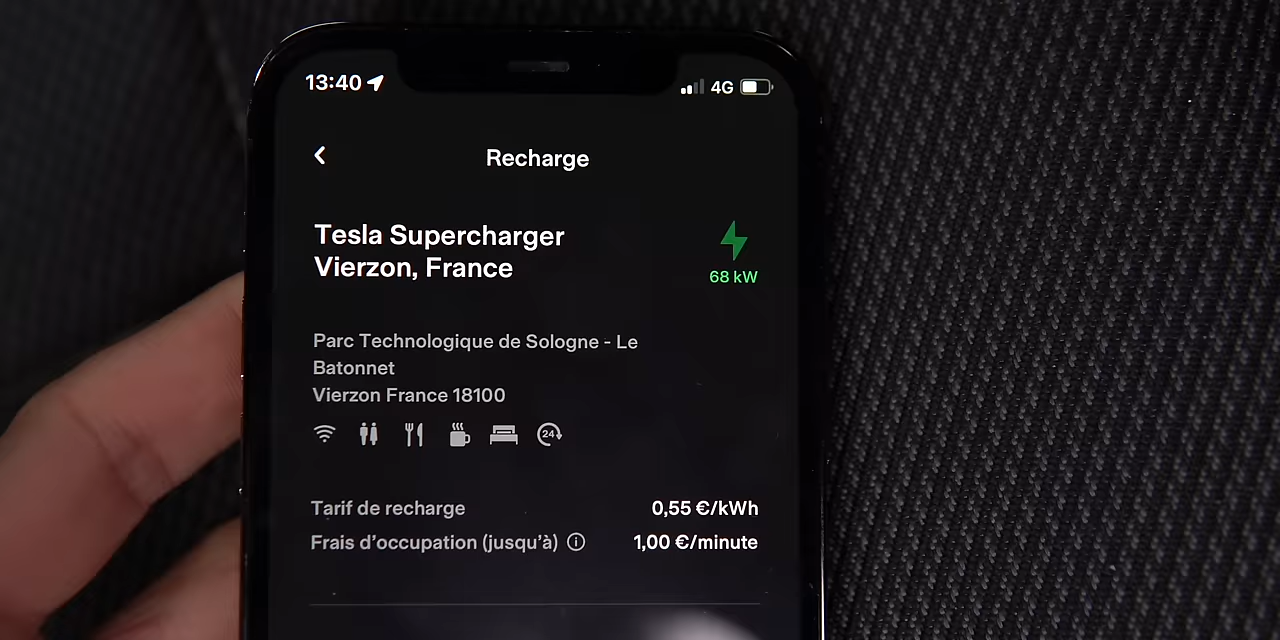 13:40
4G
Recharge
Tesla Supercharger
Vierzon, France
68 kW
Parc Technologique de Sologne - Le
Batonnet
Vierzon France 18100
24
Tarif de recharge 0,55 €/kWh
Frais d'occupation (jusqu'à) 1,00 €/minute